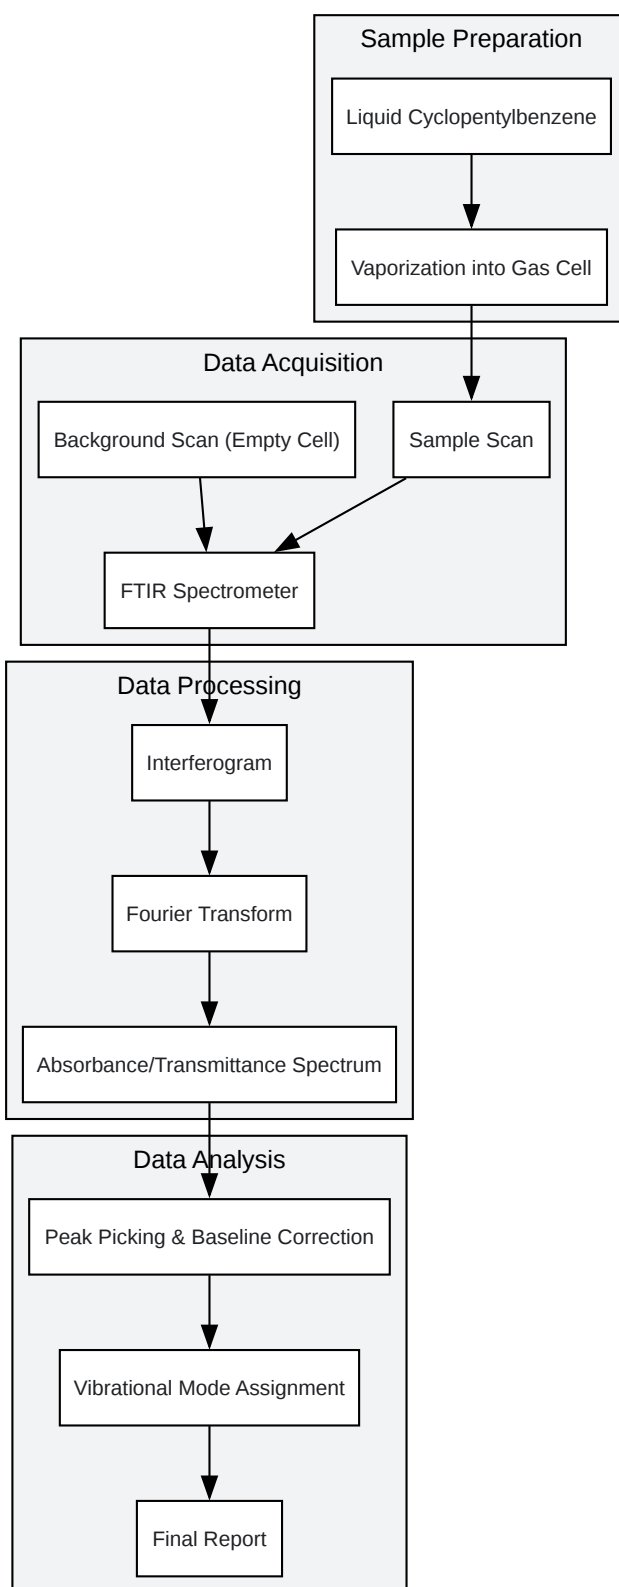 Sample Preparation
Liquid Cyclopentylbenzene
Vaporization into Gas Cell
Data Acquisition
Background Scan (Empty Cell)
Sample Scan
FTIR Spectrometer
Data Processing
Interferogram
Fourier Transform
Absorbance/Transmittance Spectrum
Data Analysis
Peak Picking & Baseline Correction
Vibrational Mode Assignment
Final Report